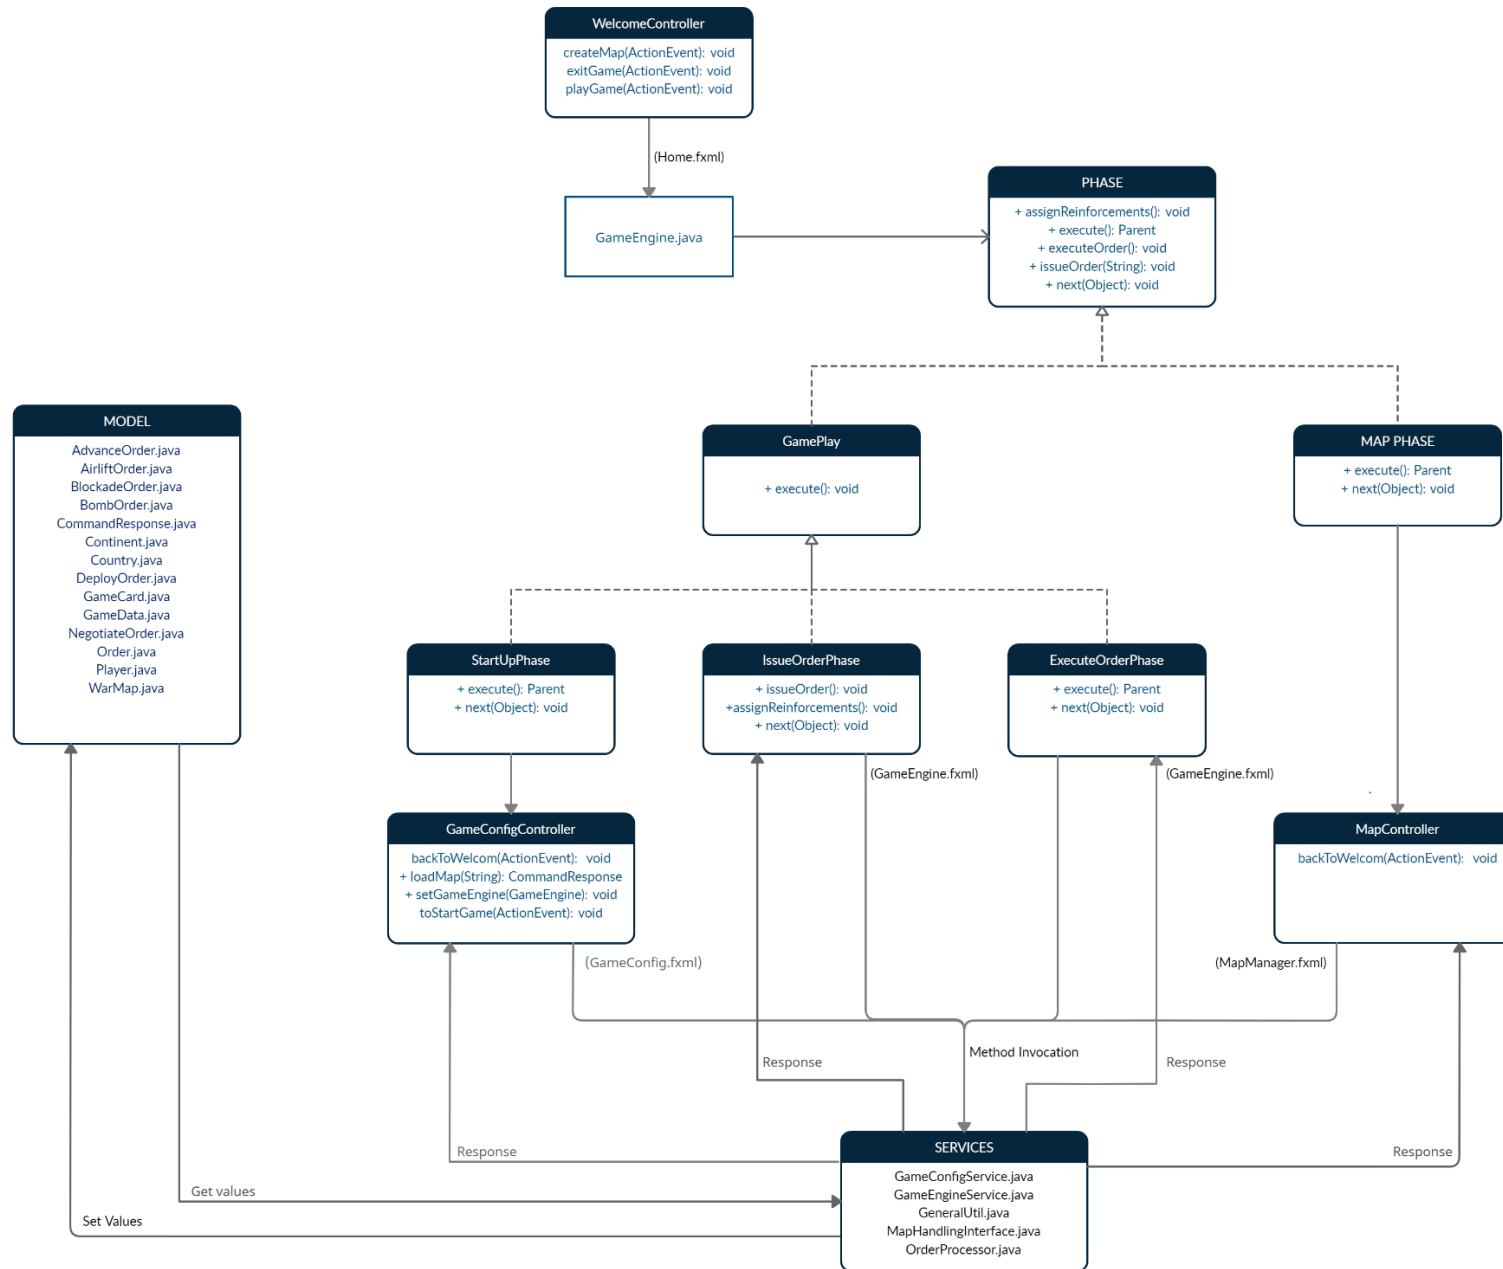 WelcomeController
createMap(ActionEvent): void
exitGame(ActionEvent): void
playGame(ActionEvent): void
(Home.fxml)
GameEngine.java
PHASE
+ assignReinforcements(): void
+ execute(): Parent
+ executeOrder(): void
+ issueOrder(String): void
+ next(Object): void
MODEL
AdvanceOrder.java
AirliftOrder.java
BlockadeOrder.java
BombOrder.java
CommandResponse.java
Continent.java
Country.java
DeployOrder.java
GameCard.java
GameData.java
NegotiateOrder.java
Order.java
Player.java
WarMap.java
GamePlay
+ execute(): void
MAP PHASE
+ execute(): Parent
+ next(Object): void
StartUpPhase
+ execute(): Parent
+ next(Object): void
IssueOrderPhase
+ issueOrder(): void
+assignReinforcements(): void
+ next(Object): void
ExecuteOrderPhase
+ execute(): Parent
+ next(Object): void
(GameEngine.fxml)
(GameEngine.fxml)
GameConfigController
backToWelcom(ActionEvent): void
+ loadMap(String): CommandResponse
+ setGameEngine(GameEngine): void
toStartGame(ActionEvent): void
MapController
backToWelcom(ActionEvent): void
(GameConfig.fxml)
(MapManager.fxml)
Method Invocation
Response
Response
Response
Response
Get values
Set Values
SERVICES
GameConfigService.java
GameEngineService.java
GeneralUtil.java
MapHandlingInterface.java
OrderProcessor.java